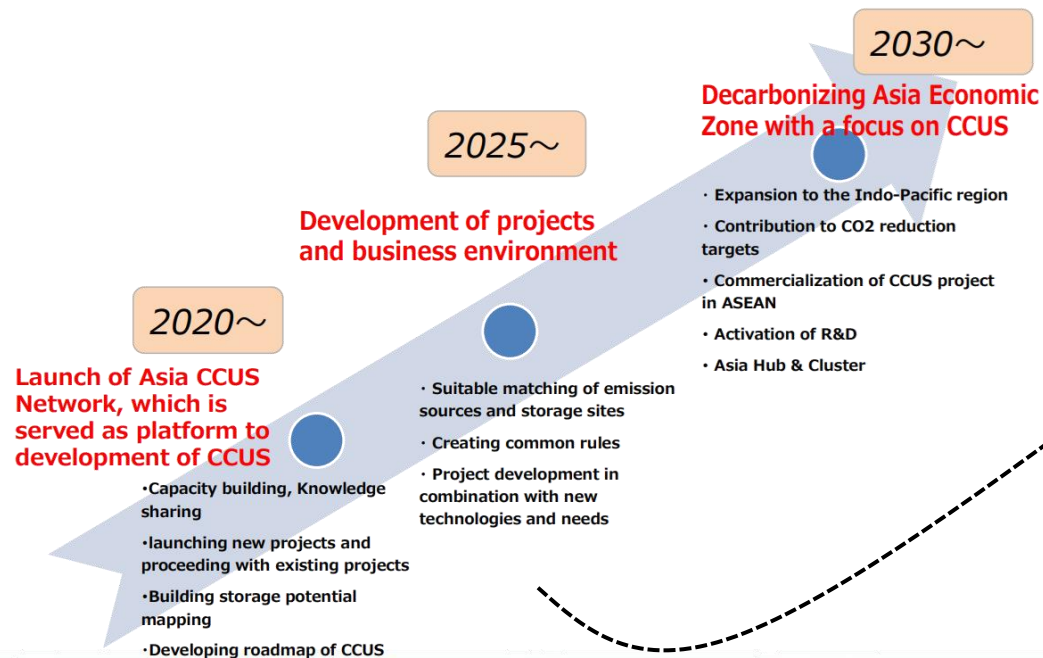 2020～
Launch of Asia CCUS
Network, which is
served as platform to
development of CCUS
・Capacity building, Knowledge
sharing
・launching new projects and
proceeding with existing projects
・Building storage potential
mapping
・Developing roadmap of CCUS
2025～
Development of projects
and business environment
・Suitable matching of emission
sources and storage sites
・Creating common rules
・Project development in
combination with new
technologies and needs
2030～
Decarbonizing Asia Economic
Zone with a focus on CCUS
・Expansion to the Indo-Pacific region
・Contribution to CO2 reduction
targets
・Commercialization of CCUS project
in ASEAN
・Activation of R&D
・Asia Hub & Cluster